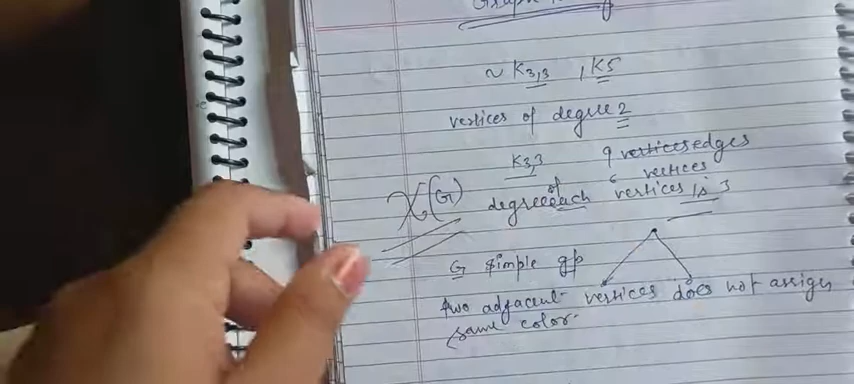 ~ K3,3 , K5
vertices of degree 2
K3,3 9 vertices edges
6 vertices
χ(G) degree of each vertices is 3
G simple gp
two adjacent vertices does not assign
same color.